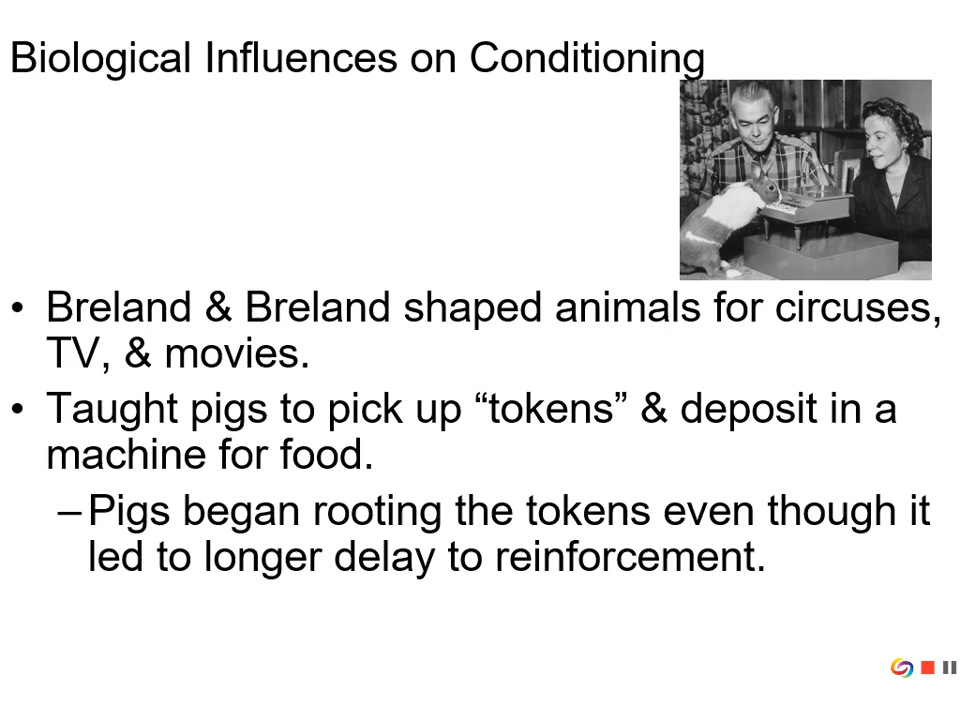 Biological Influences on Conditioning
• Breland & Breland shaped animals for circuses,
TV, & movies.
• Taught pigs to pick up “tokens” & deposit in a
machine for food.
– Pigs began rooting the tokens even though it
led to longer delay to reinforcement.